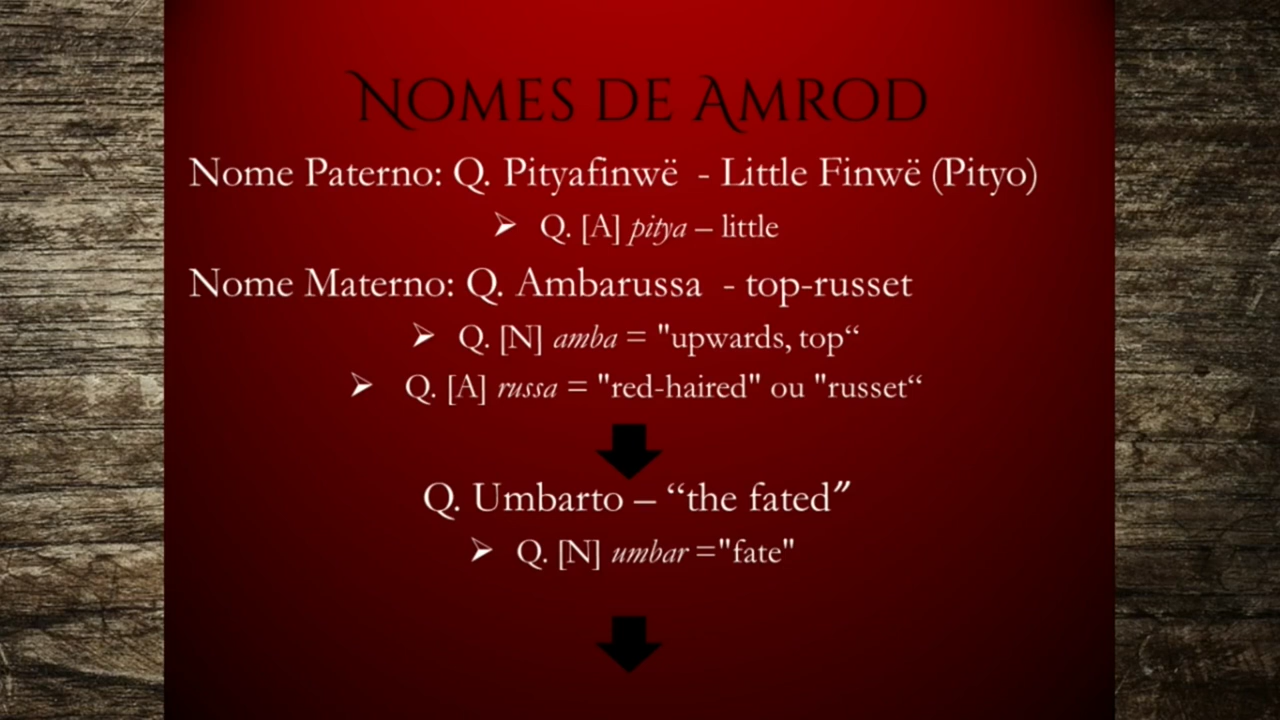 Nomes de Amrod
Nome Paterno: Q. Pityafinwë - Little Finwë (Pityo)
➢ Q. [A] pitya – little
Nome Materno: Q. Ambarussa - top-russet
➢ Q. [N] amba = "upwards, top“
➢ Q. [A] russa = "red-haired" ou "russet“
Q. Umbarto – “the fated”
➢ Q. [N] umbar ="fate"